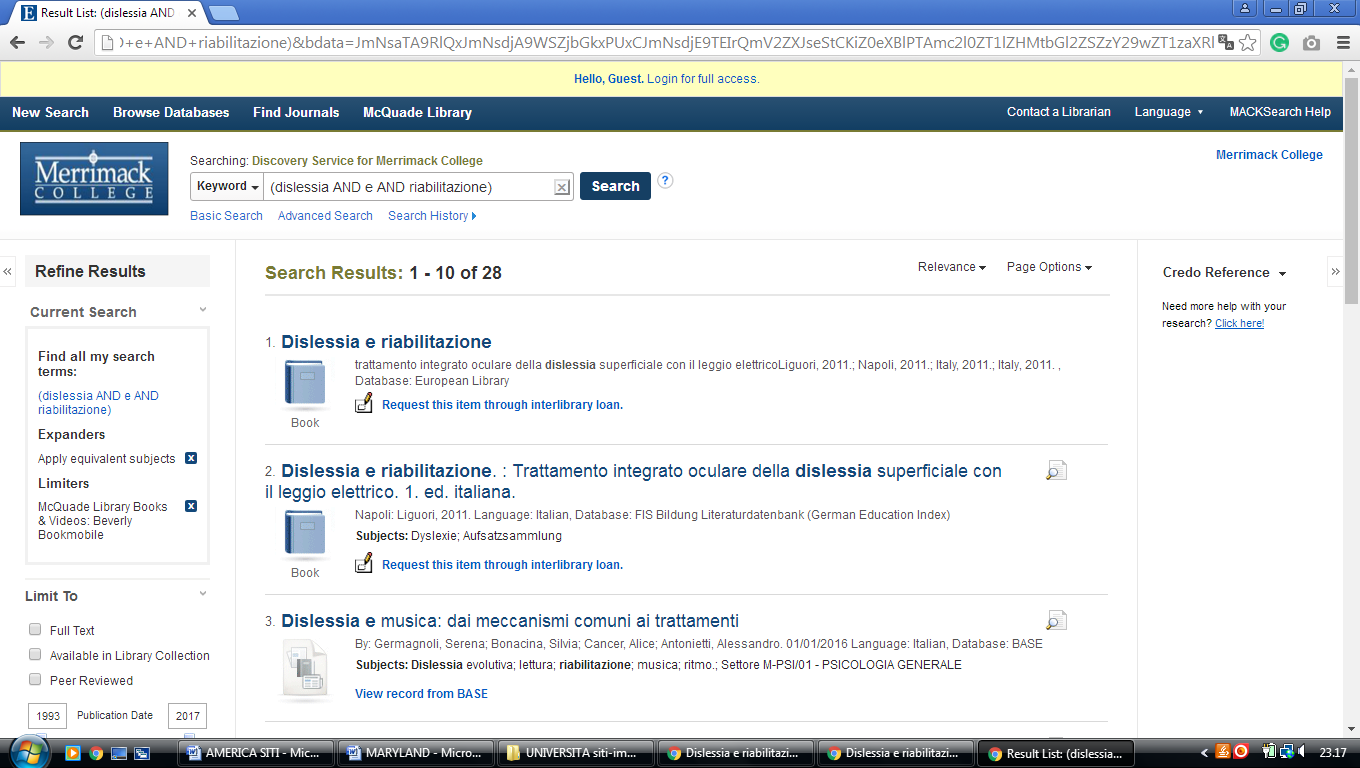 Result List: (dislessia AND
+ e+AND+riabilitazione)&bdata=JmNsaTA9RlQxJmNsdjA9WSZjbGkxPUxCJmNsdjE9TEIrQmV2ZXJseStCKiZ0eXBlPTAmc2l0ZT1lZHMtbGl2ZSZzY29wZT1zaXRl
Hello, Guest. Login for full access.
New Search Browse Databases Find Journals McQuade Library Contact a Librarian Language MACKSearch Help
Merrimack
COLLEGE
Searching: Discovery Service for Merrimack College
Merrimack College
Keyword (dislessia AND e AND riabilitazione) Search ?
Basic Search Advanced Search Search History
Refine Results
Current Search
Find all my search
terms:
(dislessia AND e AND
riabilitazione)
Expanders
Apply equivalent subjects
Limiters
McQuade Library Books
& Videos: Beverly
Bookmobile
Limit To
Full Text
Available in Library Collection
Peer Reviewed
1993 Publication Date 2017
Search Results: 1 - 10 of 28
Relevance Page Options
1. Dislessia e riabilitazione
trattamento integrato oculare della dislessia superficiale con il leggio elettricoLiguori, 2011.; Napoli, 2011.; Italy, 2011.; Italy, 2011. ,
Database: European Library
Request this item through interlibrary loan.
Book
2. Dislessia e riabilitazione. : Trattamento integrato oculare della dislessia superficiale con
il leggio elettrico. 1. ed. italiana.
Napoli: Liguori, 2011. Language: Italian, Database: FIS Bildung Literaturdatenbank (German Education Index)
Subjects: Dyslexie; Aufsatzsammlung
Request this item through interlibrary loan.
Book
3. Dislessia e musica: dai meccanismi comuni ai trattamenti
By: Germagnoli, Serena; Bonacina, Silvia; Cancer, Alice; Antonietti, Alessandro. 01/01/2016 Language: Italian, Database: BASE
Subjects: Dislessia evolutiva; lettura; riabilitazione; musica; ritmo.; Settore M-PSI/01 - PSICOLOGIA GENERALE
View record from BASE
Credo Reference
Need more help with your
research? Click here!
AMERICA SITI - Mic... MARYLAND - Micro... UNIVERSITA siti-im... Dislessia e riabilitazi... Dislessia e riabilitazi... Result List: (dislessia... 23.17